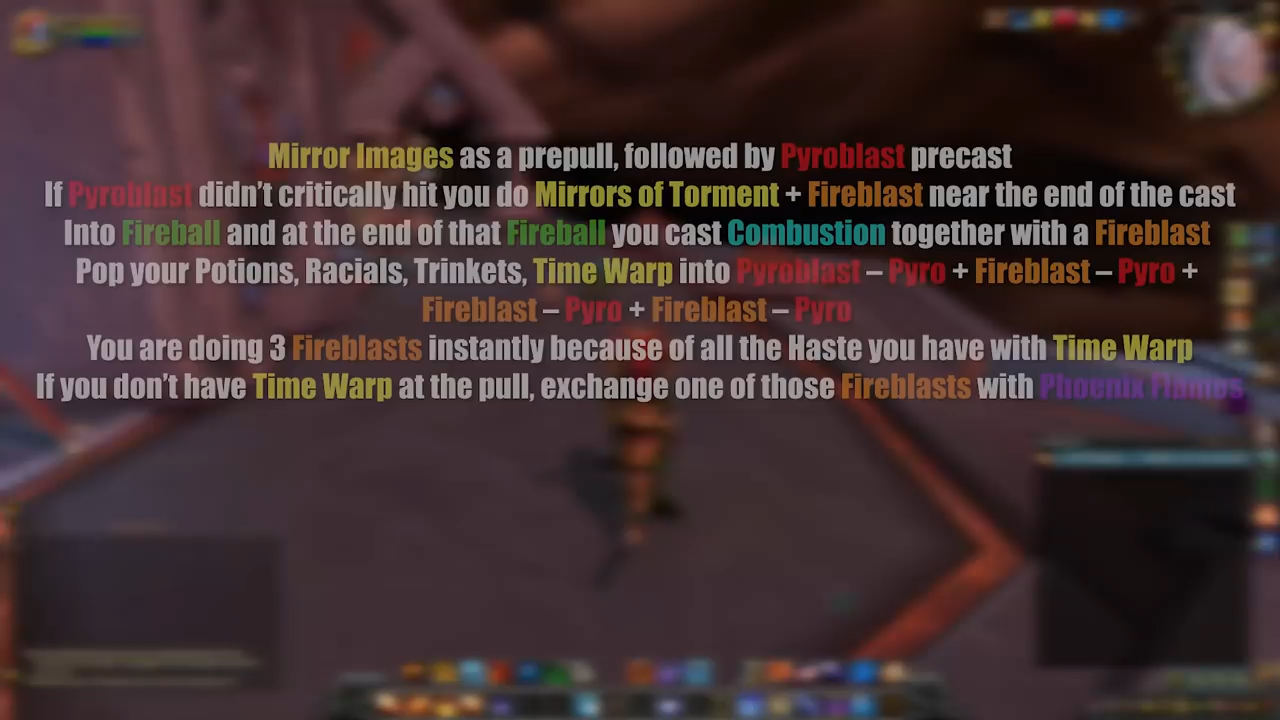 Mirror Images as a prepull, followed by Pyroblast precast
If Pyroblast didn't critically hit you do Mirrors of Torment + Fireblast near the end of the cast
Into Fireball and at the end of that Fireball you cast Combustion together with a Fireblast
Pop your Potions, Racials, Trinkets, Time Warp into Pyroblast – Pyro + Fireblast – Pyro +
Fireblast – Pyro + Fireblast – Pyro
You are doing 3 Fireblasts instantly because of all the Haste you have with Time Warp
If you don't have Time Warp at the pull, exchange one of those Fireblasts with Phoenix Flames